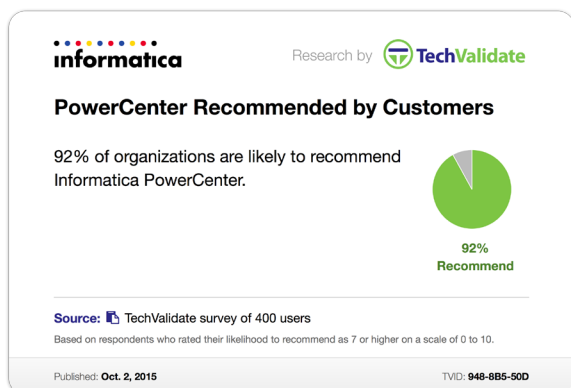 informatica
Research by TechValidate
PowerCenter Recommended by Customers
92% of organizations are likely to recommend
Informatica PowerCenter.
92%
Recommend
Source: TechValidate survey of 400 users
Based on respondents who rated their likelihood to recommend as 7 or higher on a scale of 0 to 10.
Published: Oct. 2, 2015 TVID: 948-8B5-50D